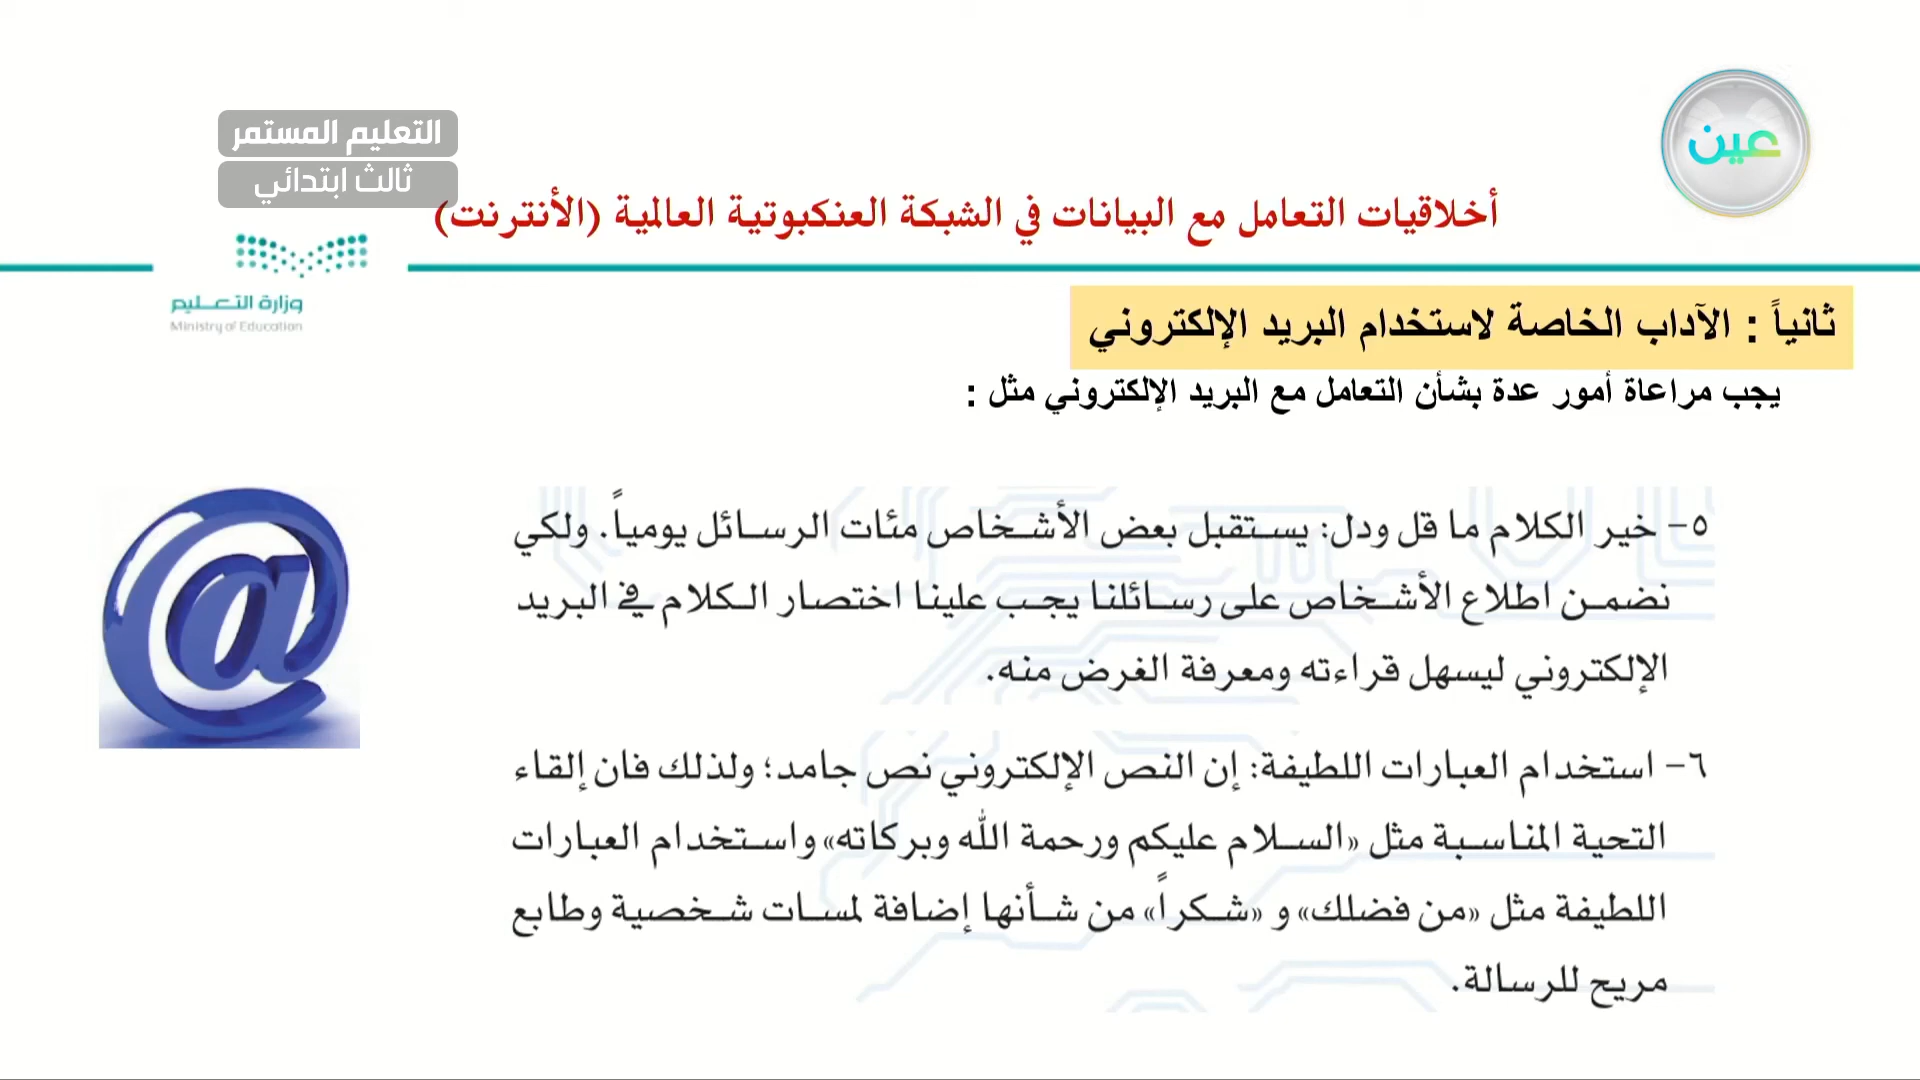 عين
التعليم المستمر
ثالث ابتدائي
أخلاقيات التعامل مع البيانات في الشبكة العنكبوتية العالمية (الأنترنت)
وزارة التعليم
Ministry of Education
ثانياً : الآداب الخاصة لاستخدام البريد الإلكتروني
يجب مراعاة أمور عدة بشأن التعامل مع البريد الإلكتروني مثل :
٥- خير الكلام ما قل ودل: يستقبل بعض الأشخاص مئات الرسائل يومياً. ولكي
نضمن اطلاع الأشخاص على رسائلنا يجب علينا اختصار الكلام في البريد
الإلكتروني ليسهل قراءته ومعرفة الغرض منه.
٦- استخدام العبارات اللطيفة: إن النص الإلكتروني نص جامد؛ ولذلك فان إلقاء
التحية المناسبة مثل «السلام عليكم ورحمة الله وبركاته» واستخدام العبارات
اللطيفة مثل «من فضلك» و «شكراً» من شأنها إضافة لمسات شخصية وطابع
مريح للرسالة.
@